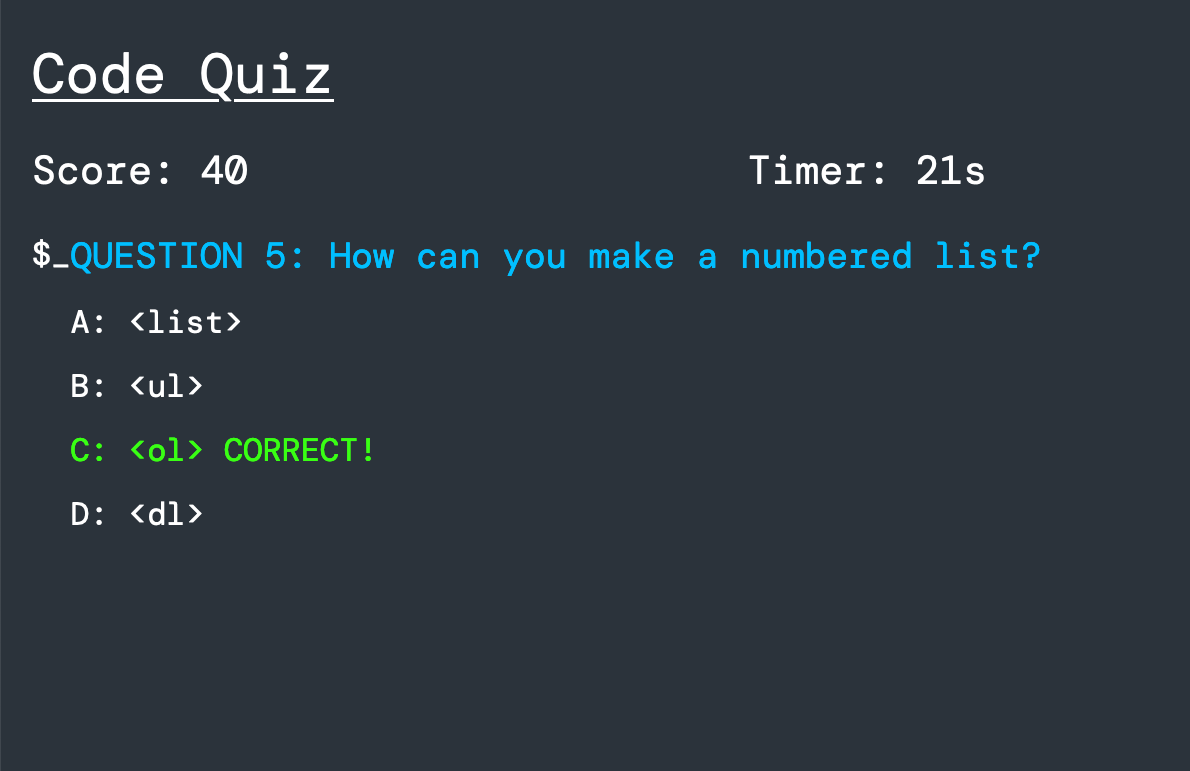 Code Quiz
Score: 40 Timer: 21s
$_QUESTION 5: How can you make a numbered list?
A: <list>
B: <ul>
C: <ol> CORRECT!
D: <dl>